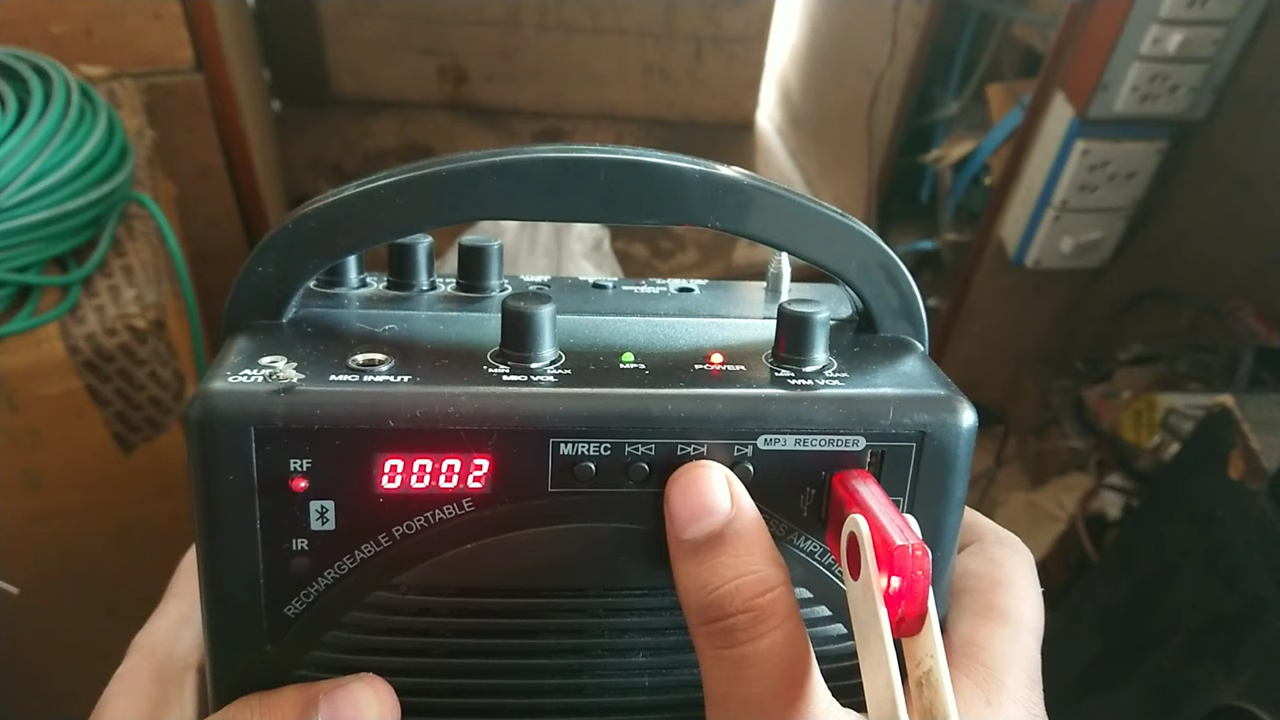 MIC INPUT
MIN MAX
MIC VOL
MP3
POWER
MIN MAX
WM VOL
OUT
MP3 RECORDER
M/REC
RF
0002
IR
RECHARGEABLE PORTABLE